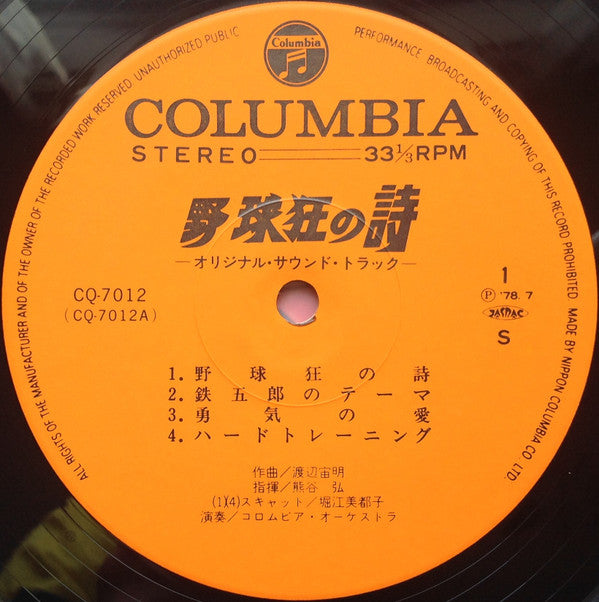 ALL RIGHTS OF THE MANUFACTURER AND OF THE OWNER OF THE RECORDED WORK RESERVED. UNAUTHORIZED PUBLIC PERFORMANCE, BROADCASTING AND COPYING OF THIS RECORD PROHIBITED. MADE BY NIPPON COLUMBIA CO. LTD.
Columbia
COLUMBIA
STEREO 33⅓RPM
野球狂の詩
—オリジナル・サウンド・トラック—
CQ-7012
(CQ-7012A)
1
Ⓟ '78.7
JASRAC
S
1. 野球狂の詩
2. 鉄五郎のテーマ
3. 勇気の愛
4. ハードトレーニング
作曲/渡辺宙明
指揮/熊谷 弘
(1)(4)スキャット/堀江美都子
演奏/コロムビア・オーケストラ